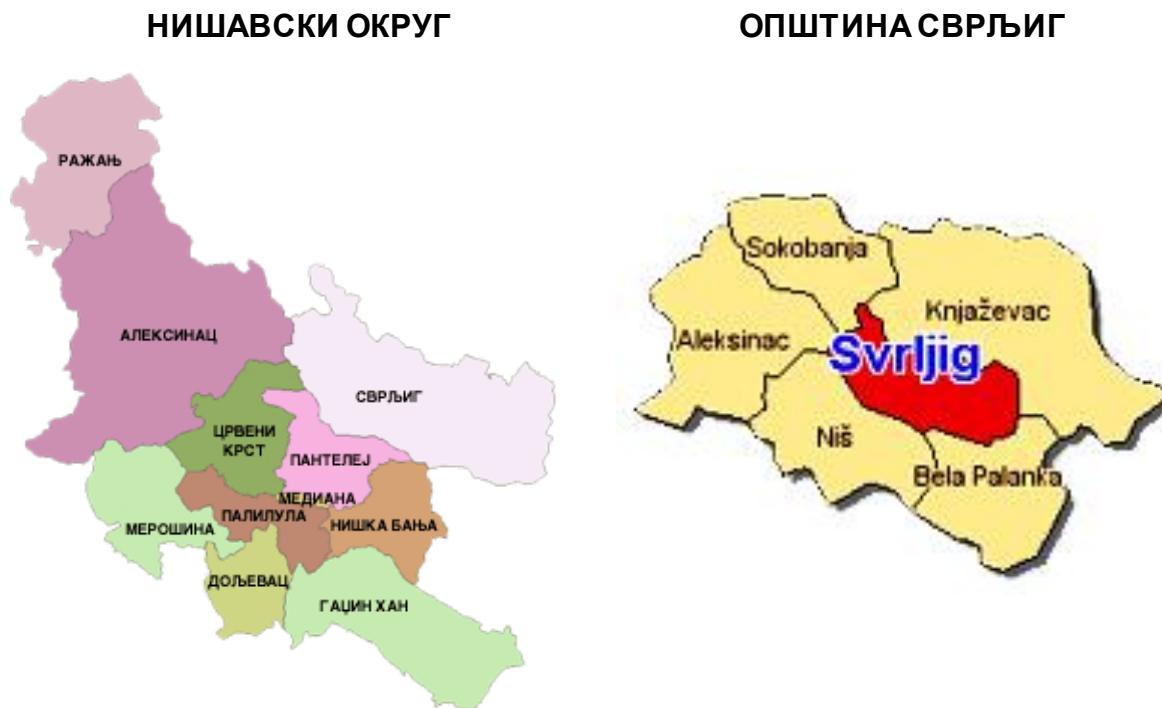 НИШАВСКИ ОКРУГ
ОПШТИНА СВРЉИГ
РАЖАЊ
АЛЕКСИНАЦ
СВРЉИГ
ЦРВЕНИ
КРСТ
ПАНТЕЛЕЈ
МЕДИАНА
ПАЛИЛУЛА
НИШКА БАЊА
МЕРОШИНА
ДОЉЕВАЦ
ГАЏИН ХАН
Sokobanja
Knjaževac
Aleksinac
Svrljig
Niš
Bela Palanka